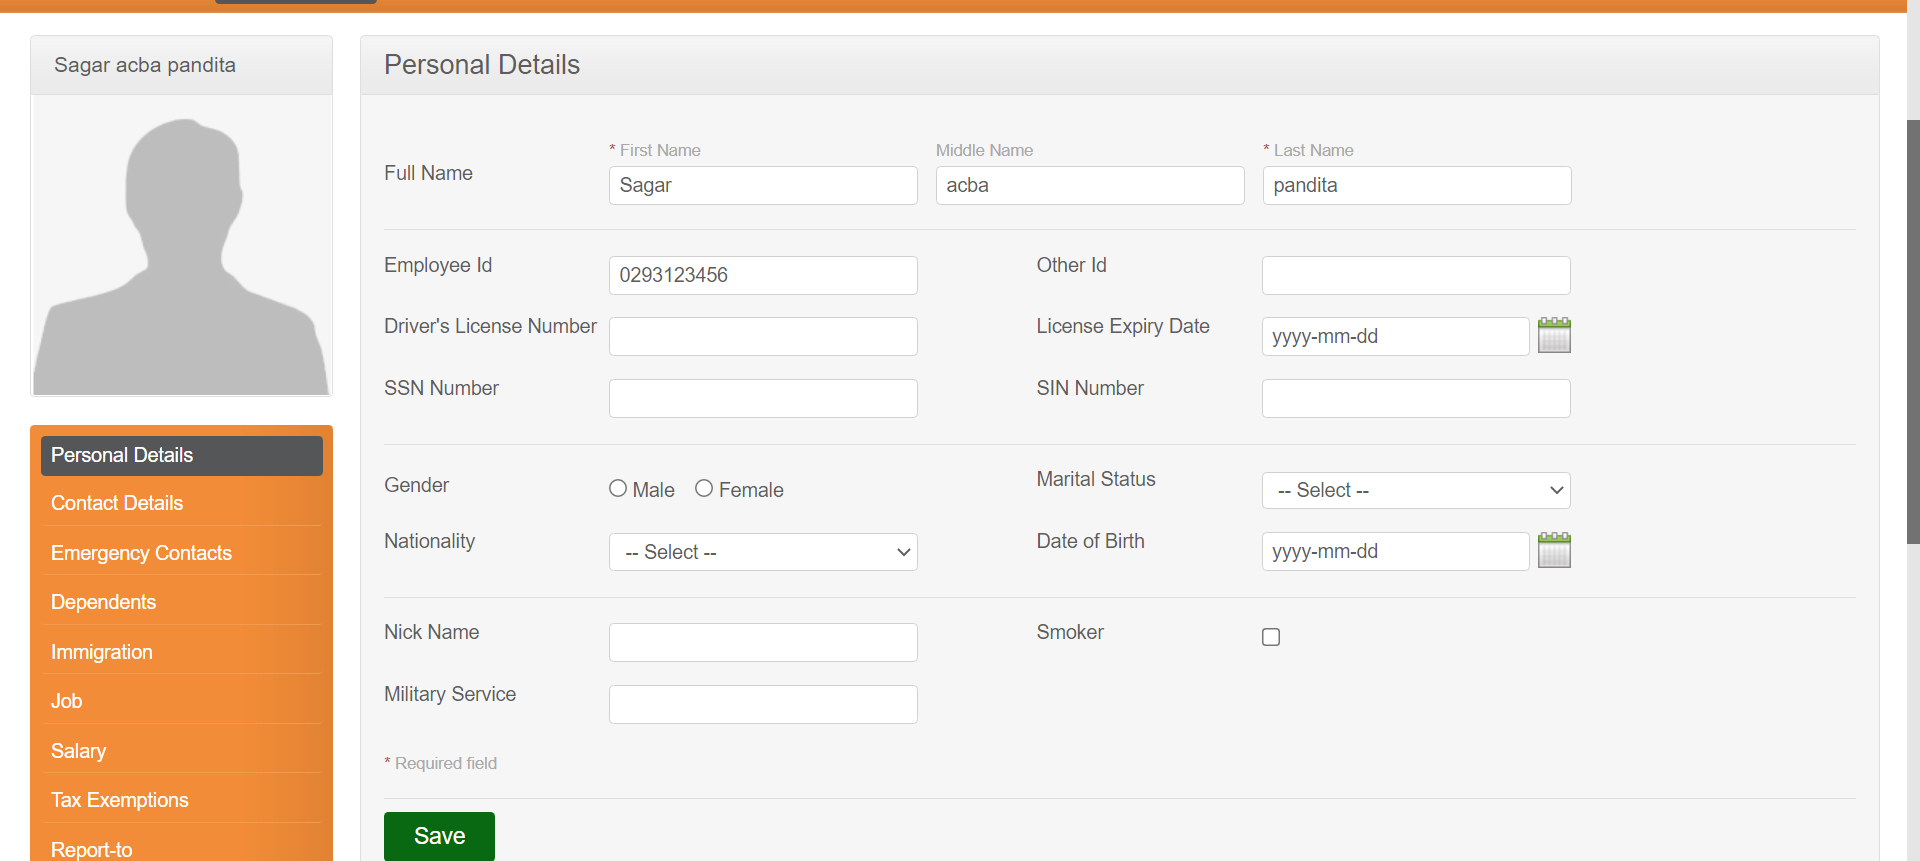 Sagar acba pandita
Personal Details
Contact Details
Emergency Contacts
Dependents
Immigration
Job
Salary
Tax Exemptions
Report-to
Personal Details
* First Name Middle Name * Last Name
Full Name Sagar acba pandita
Employee Id 0293123456 Other Id
Driver's License Number License Expiry Date yyyy-mm-dd
SSN Number SIN Number
Gender Male Female Marital Status -- Select --
Nationality -- Select -- Date of Birth yyyy-mm-dd
Nick Name Smoker
Military Service
* Required field
Save